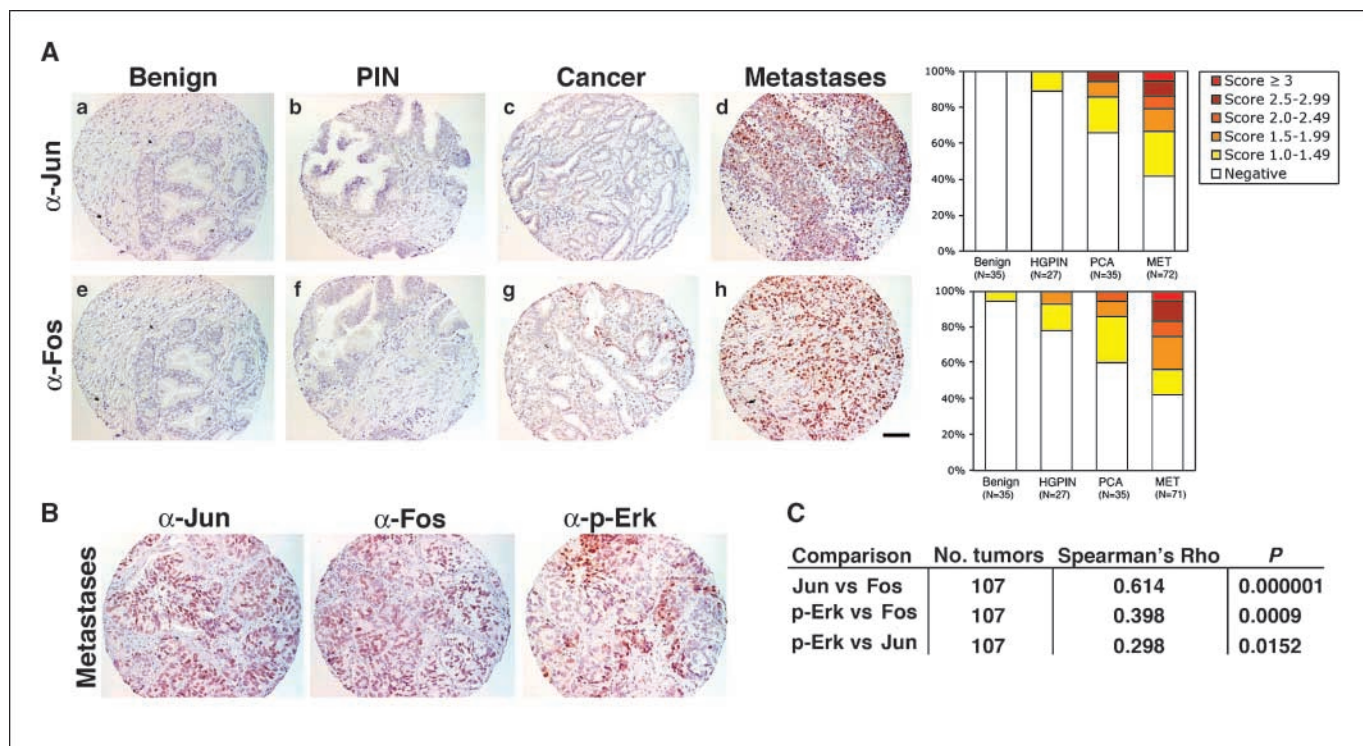 A
Benign PIN Cancer Metastases
α-Jun
a b c d
α-Fos
e f g h
100%
80%
60%
40%
20%
0%
Benign HGPIN PCA MET
(N=35) (N=27) (N=35) (N=72)
Score ≥ 3
Score 2.5-2.99
Score 2.0-2.49
Score 1.5-1.99
Score 1.0-1.49
Negative
100%
80%
60%
40%
20%
0%
Benign HGPIN PCA MET
(N=35) (N=27) (N=35) (N=71)
B
α-Jun α-Fos α-p-Erk
Metastases
C
Comparison No. tumors Spearman's Rho P
Jun vs Fos 107 0.614 0.000001
p-Erk vs Fos 107 0.398 0.0009
p-Erk vs Jun 107 0.298 0.0152